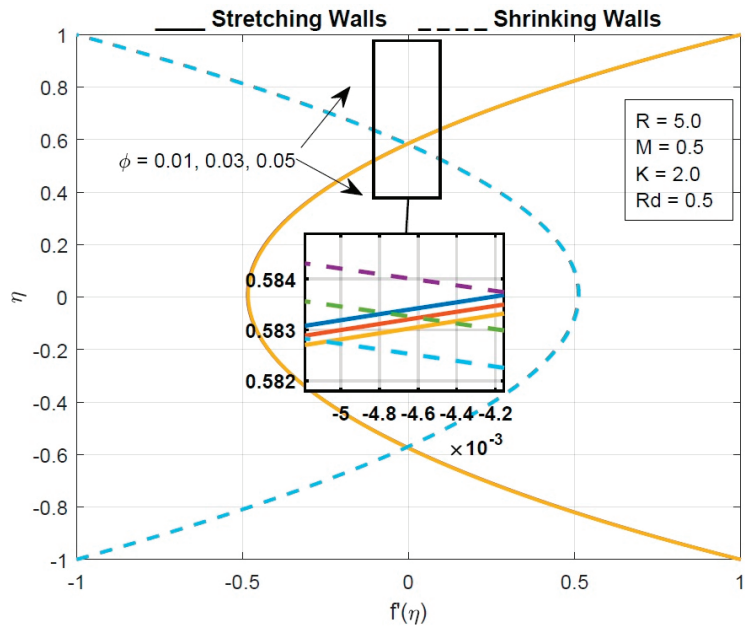 Stretching Walls Shrinking Walls
1
0.8
0.6
0.4
0.2
0
-0.2
-0.4
-0.6
-0.8
-1
η
ϕ = 0.01, 0.03, 0.05
R = 5.0
M = 0.5
K = 2.0
Rd = 0.5
0.584
0.583
0.582
-5 -4.8 -4.6 -4.4 -4.2
×10⁻³
-1 -0.5 0 0.5 1
f'(η)